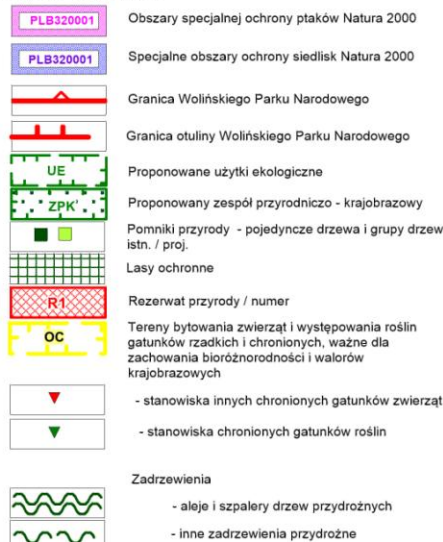 PLB320001 Obszary specjalnej ochrony ptaków Natura 2000
PLB320001 Specjalne obszary ochrony siedlisk Natura 2000
Granica Wolińskiego Parku Narodowego
Granica otuliny Wolińskiego Parku Narodowego
UE Proponowane użytki ekologiczne
ZPK Proponowany zespół przyrodniczo - krajobrazowy
Pomniki przyrody - pojedyncze drzewa i grupy drzew
istn. / proj.
Lasy ochronne
R1 Rezerwat przyrody / numer
OC Tereny bytowania zwierząt i występowania roślin
gatunków rzadkich i chronionych, ważne dla
zachowania bioróżnorodności i walorów
krajobrazowych
- stanowiska innych chronionych gatunków zwierząt
- stanowiska chronionych gatunków roślin
Zadrzewienia
- aleje i szpalery drzew przydrożnych
- inne zadrzewienia przydrożne